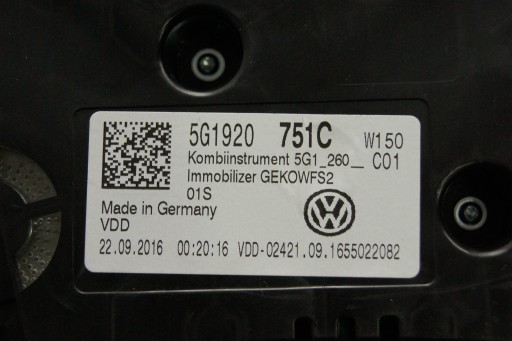 5G1920 751C W150
Kombiinstrument 5G1_260__ C01
Immobilizer GEKOWFS2
01S
Made in Germany
VDD
22.09.2016 00:20:16 VDD-02421.09.1655022082